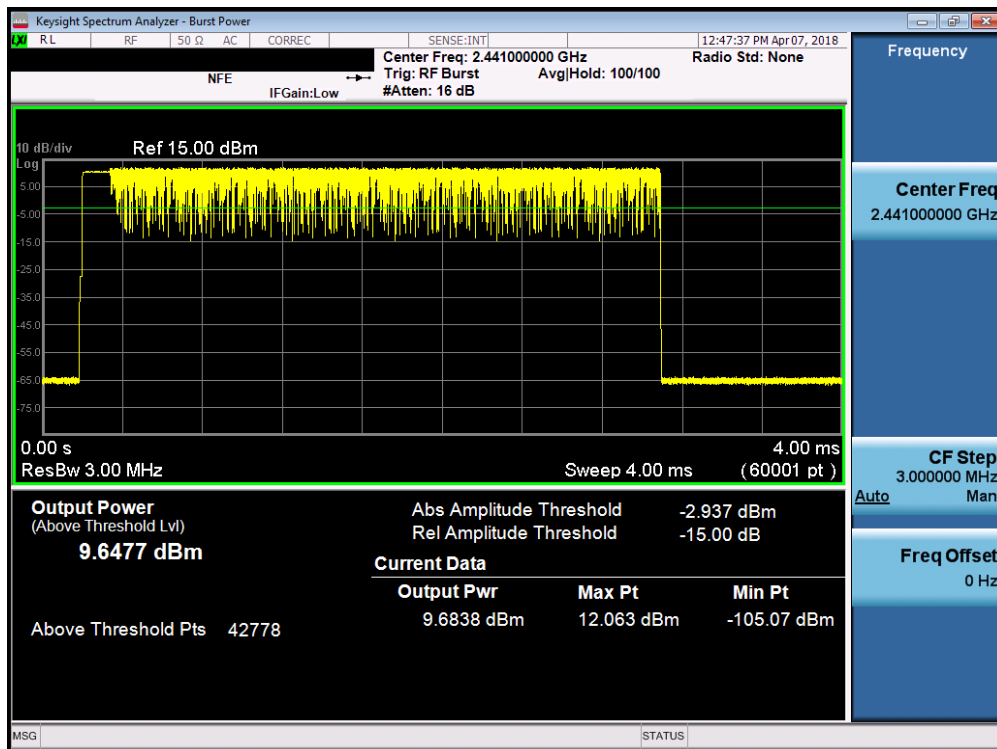 Keysight Spectrum Analyzer - Burst Power
LXI RL RF 50 Ω AC CORREC SENSE:INT 12:47:37 PM Apr 07, 2018
Center Freq: 2.441000000 GHz Radio Std: None
NFE Trig: RF Burst Avg|Hold: 100/100
IFGain:Low #Atten: 16 dB
Frequency
10 dB/div Ref 15.00 dBm
Log
5.00
-5.00
-15.0
-25.0
-35.0
-45.0
-55.0
-65.0
-75.0
0.00 s 4.00 ms
ResBw 3.00 MHz Sweep 4.00 ms (60001 pt)
Center Freq
2.441000000 GHz
CF Step
3.000000 MHz
Auto Man
Freq Offset
0 Hz
Output Power
(Above Threshold Lvl)
9.6477 dBm
Above Threshold Pts 42778
Abs Amplitude Threshold -2.937 dBm
Rel Amplitude Threshold -15.00 dB
Current Data
Output Pwr Max Pt Min Pt
9.6838 dBm 12.063 dBm -105.07 dBm
MSG STATUS